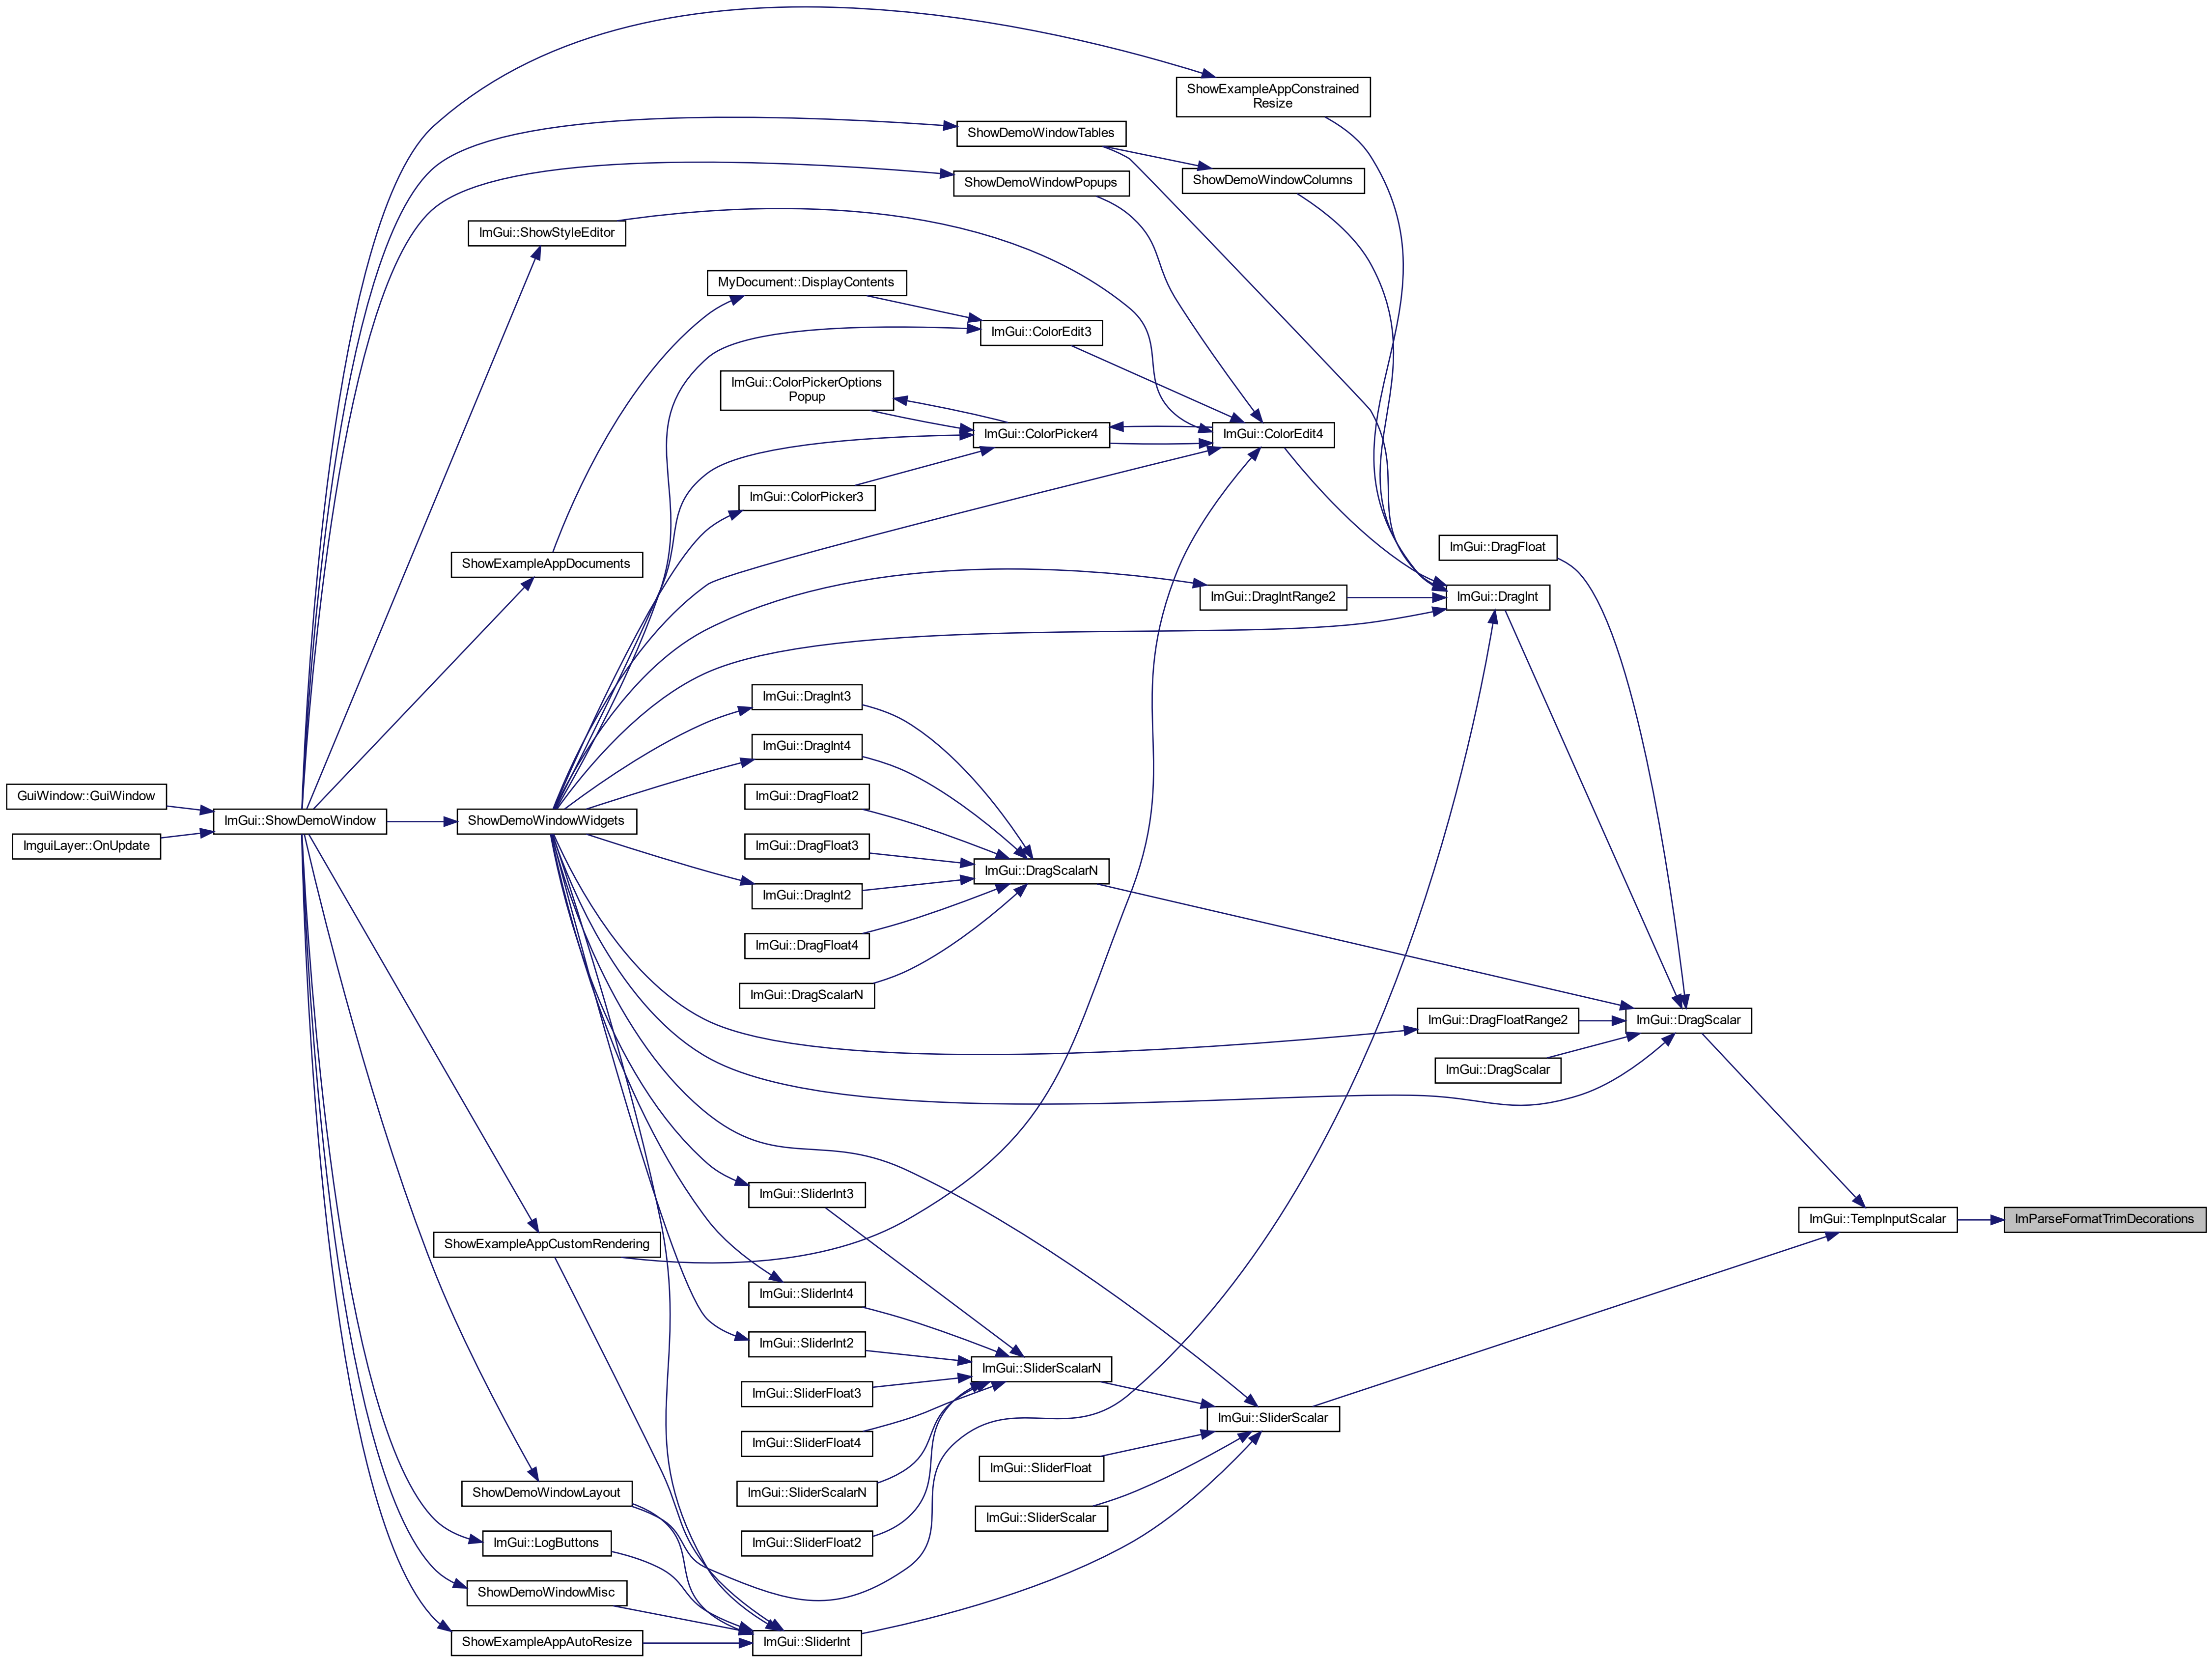 ShowExampleAppConstrained
Resize
ShowDemoWindowTables
ShowDemoWindowColumns
ShowDemoWindowPopups
ImGui::ShowStyleEditor
MyDocument::DisplayContents
ImGui::ColorEdit3
ImGui::ColorPickerOptions
Popup
ImGui::ColorPicker4
ImGui::ColorEdit4
ImGui::ColorPicker3
ImGui::DragFloat
ShowExampleAppDocuments
ImGui::DragIntRange2
ImGui::DragInt
ImGui::DragInt3
ImGui::DragInt4
GuiWindow::GuiWindow
ImGui::DragFloat2
ImGui::ShowDemoWindow
ShowDemoWindowWidgets
ImguiLayer::OnUpdate
ImGui::DragFloat3
ImGui::DragScalarN
ImGui::DragInt2
ImGui::DragFloat4
ImGui::DragScalarN
ImGui::DragFloatRange2
ImGui::DragScalar
ImGui::DragScalar
ImGui::SliderInt3
ImGui::TempInputScalar
ImParseFormatTrimDecorations
ShowExampleAppCustomRendering
ImGui::SliderInt4
ImGui::SliderInt2
ImGui::SliderScalarN
ImGui::SliderFloat3
ImGui::SliderScalar
ImGui::SliderFloat4
ImGui::SliderFloat
ShowDemoWindowLayout
ImGui::SliderScalarN
ImGui::SliderScalar
ImGui::LogButtons
ImGui::SliderFloat2
ShowDemoWindowMisc
ShowExampleAppAutoResize
ImGui::SliderInt